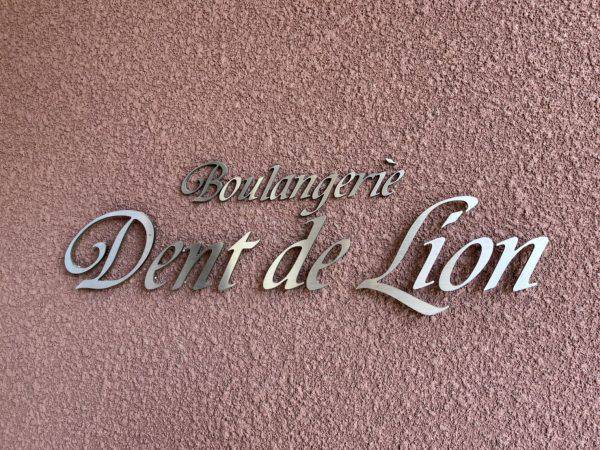 Boulangeriè
Dent de Lion